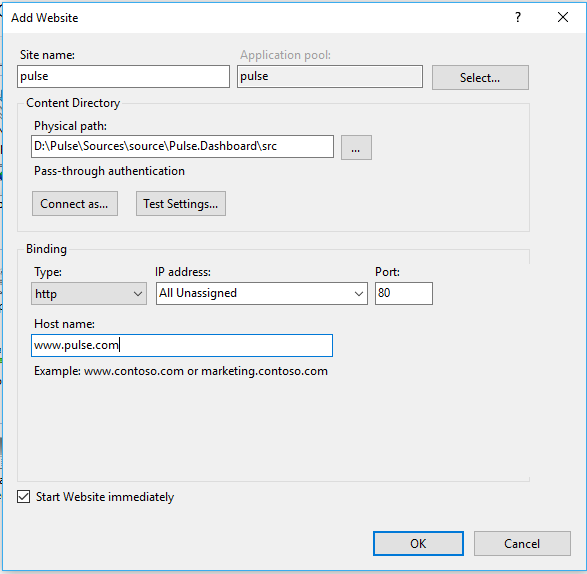 Add Website
? 
Site name: Application pool:
pulse pulse Select...
Content Directory
Physical path:
D:\Pulse\Sources\source\Pulse.Dashboard\src ...
Pass-through authentication
Connect as... Test Settings...
Binding
Type: IP address: Port:
http All Unassigned 80
Host name:
www.pulse.com
Example: www.contoso.com or marketing.contoso.com
Start Website immediately
OK Cancel